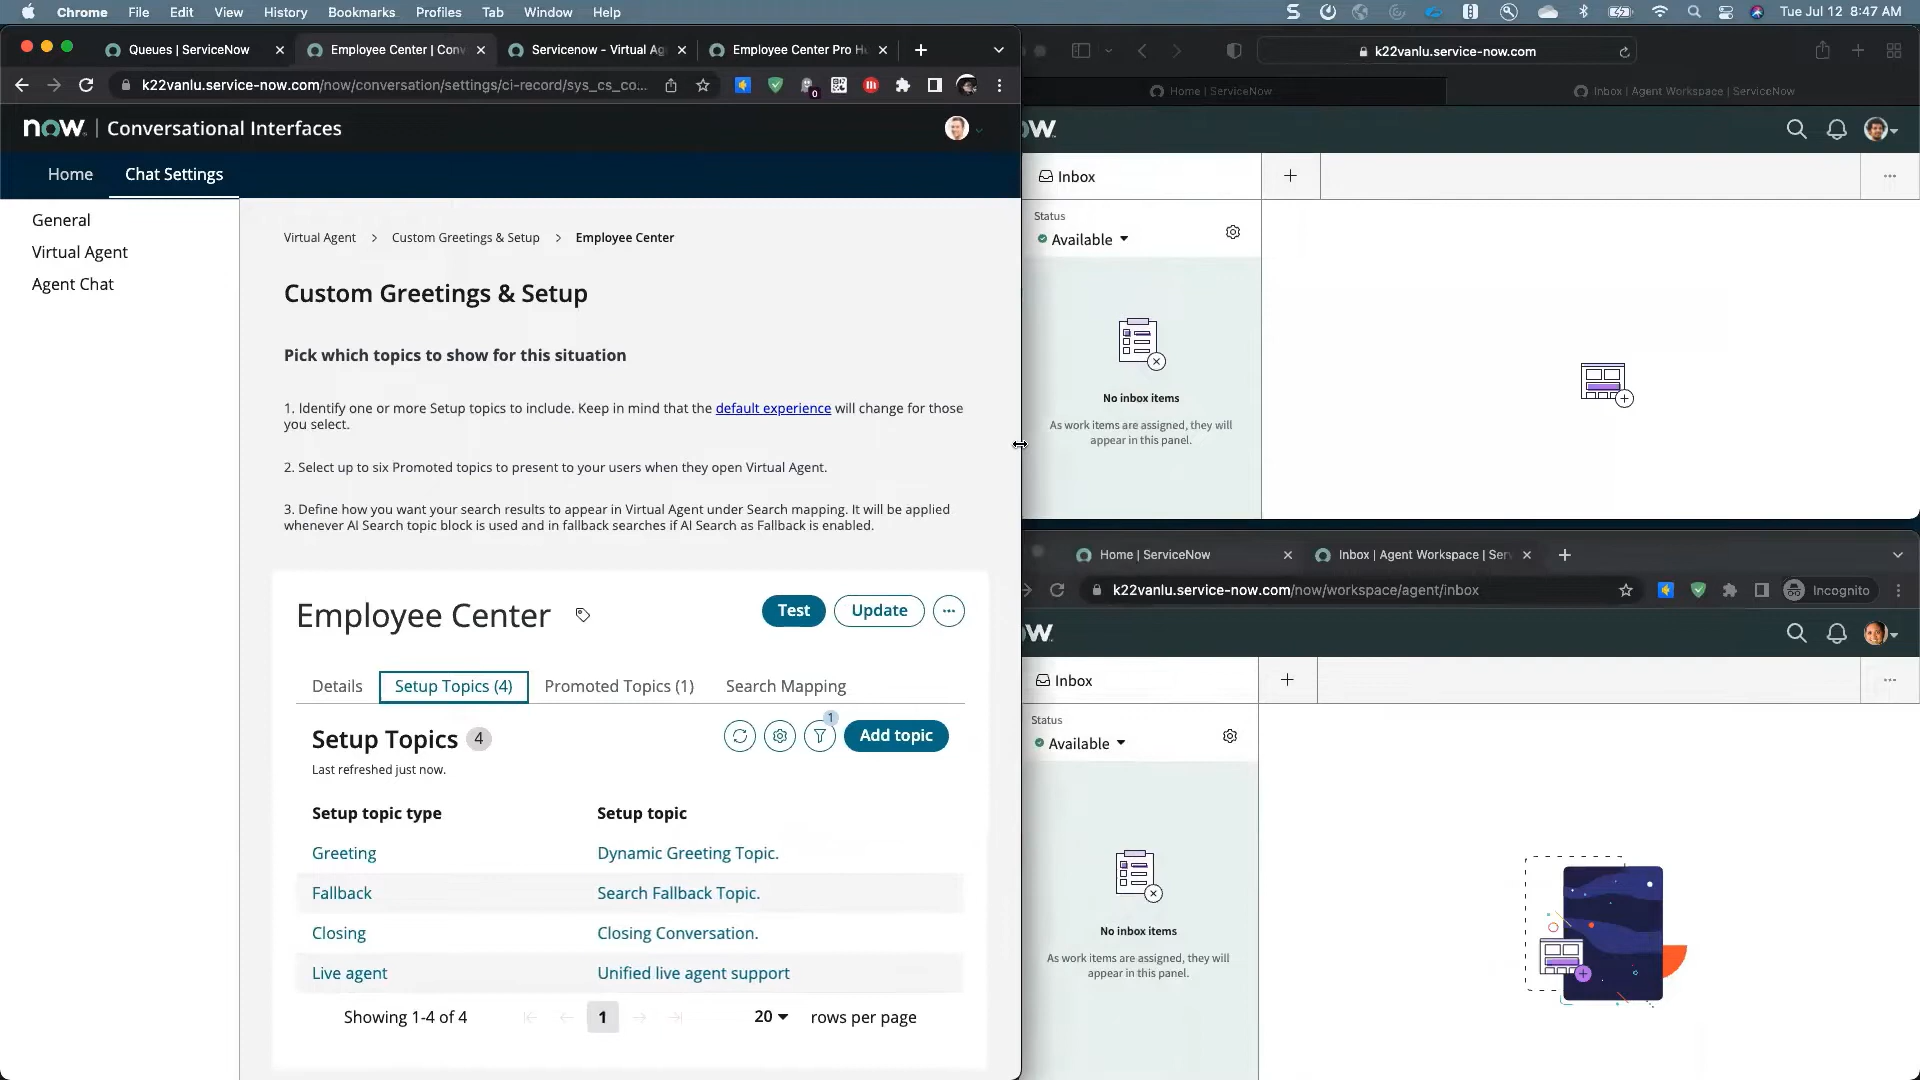 Chrome File Edit View History Bookmarks Profiles Tab Window Help Tue Jul 12 8:47 AM
Queues | ServiceNow
Employee Center | Conv
Servicenow - Virtual Ag
Employee Center Pro H
k22vanlu.service-now.com/now/conversation/settings/ci-record/sys_cs_co...
0
now. | Conversational Interfaces
Home Chat Settings
General
Virtual Agent
Agent Chat
Virtual Agent > Custom Greetings & Setup > Employee Center
Custom Greetings & Setup
Pick which topics to show for this situation
1. Identify one or more Setup topics to include. Keep in mind that the default experience will change for those
you select.
2. Select up to six Promoted topics to present to your users when they open Virtual Agent.
3. Define how you want your search results to appear in Virtual Agent under Search mapping. It will be applied
whenever AI Search topic block is used and in fallback searches if AI Search as Fallback is enabled.
Employee Center
Test Update
Details Setup Topics (4) Promoted Topics (1) Search Mapping
Setup Topics 4
1
Add topic
Last refreshed just now.
Setup topic type Setup topic
Greeting Dynamic Greeting Topic.
Fallback Search Fallback Topic.
Closing Closing Conversation.
Live agent Unified live agent support
Showing 1-4 of 4 1 20 rows per page
k22vanlu.service-now.com
Home | ServiceNow
Inbox | Agent Workspace | ServiceNow
ow.
Inbox
Status
Available
No inbox items
As work items are assigned, they will
appear in this panel.
Home | ServiceNow
Inbox | Agent Workspace | Ser
k22vanlu.service-now.com/now/workspace/agent/inbox
Incognito
ow.
Inbox
Status
Available
No inbox items
As work items are assigned, they will
appear in this panel.